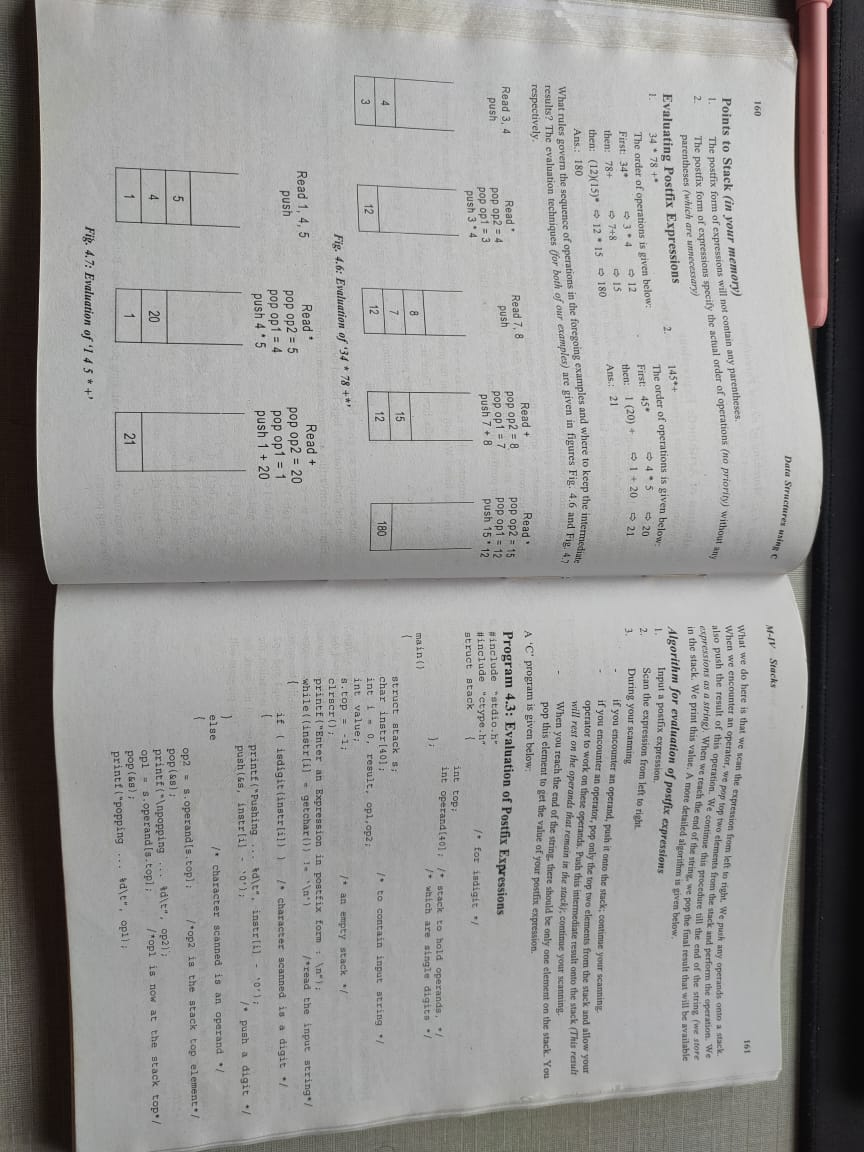 Data Structures using C
160
Points to Stack (in your memory)
1. The postfix form of expressions will not contain any parentheses.
2. The postfix form of expressions specify the actual order of operations (no priority) without any
parentheses (which are unnecessary)
Evaluating Postfix Expressions
1. 34 * 78 +*
The order of operations is given below:
First: 34* ⇨ 3 * 4 ⇨ 12
then: 78+ ⇨ 7+8 ⇨ 15
then: (12)(15)* ⇨ 12 * 15 ⇨ 180
Ans.: 180
2. 145*+
The order of operations is given below:
First: 45* ⇨ 4 * 5 ⇨ 20
then: 1 (20) + ⇨ 1 + 20 ⇨ 21
Ans.: 21
What rules govern the sequence of operations in the foregoing examples and where to keep the intermediate
results? The evaluation techniques (for both of our examples) are given in figures Fig. 4.6 and Fig. 4.7
respectively.
Read 3, 4
push
4
3
Read *
pop op2 = 4
pop op1 = 3
push 3 * 4
12
Read 7, 8
push
8
7
12
Read +
pop op2 = 8
pop op1 = 7
push 7 + 8
15
12
Read *
pop op2 = 15
pop op1 = 12
push 15 * 12
180
Fig. 4.6: Evaluation of '34 * 78 +*'
Read 1, 4, 5
push
5
4
1
Read *
pop op2 = 5
pop op1 = 4
push 4 * 5
20
1
Read +
pop op2 = 20
pop op1 = 1
push 1 + 20
21
Fig. 4.7: Evaluation of '1 4 5 * +'
M-IV Stacks
161
What we do here is that we scan the expression from left to right. We push any operands onto a stack.
When we encounter an operator, we pop top two elements from the stack and perform the operation. We
also push the result of this operation. We continue this procedure till the end of the string (we store
expressions as a string). When we reach the end of the string, we pop the final result that will be available
in the stack. We print this value. A more detailed algorithm is given below.
Algorithm for evaluation of postfix expressions
1. Input a postfix expression.
2. Scan the expression from left to right.
3. During your scanning
- if you encounter an operand, push it onto the stack; continue your scanning.
- if you encounter an operator, pop only the top two elements from the stack and allow your
operator to work on these operands. Push this intermediate result onto the stack (This result
will rest on the operands that remain in the stack); continue your scanning.
- When you reach the end of the string, there should be only one element on the stack. You
pop this element to get the value of your postfix expression.
A 'C' program is given below:
Program 4.3: Evaluation of Postfix Expressions
#include "stdio.h"
#include "ctype.h" /* for isdigit */
struct stack {
int top;
int operand[40]; /* stack to hold operands, */
}; /* which are single digits */
main()
{
struct stack s;
char instr[40]; /* to contain input string */
int i = 0, result, op1,op2;
int value;
s.top = -1; /* an empty stack */
clrscr();
printf("Enter an Expression in postfix form : \n");
while((instr[i] = getchar()) != '\n') /*read the input string*/
{
if ( isdigit(instr[i]) ) /* character scanned is a digit */
{
printf("Pushing ... %d\t", instr[i] - '0');
push(&s, instr[i] - '0'); /* push a digit */
}
else /* character scanned is an operand */
{
op2 = s.operand[s.top]; /*op2 is the stack top element*/
pop(&s);
printf("\npopping ... %d\t", op2);
op1 = s.operand[s.top]; /*op1 is now at the stack top*/
pop(&s);
printf("popping ... %d\t", op1);